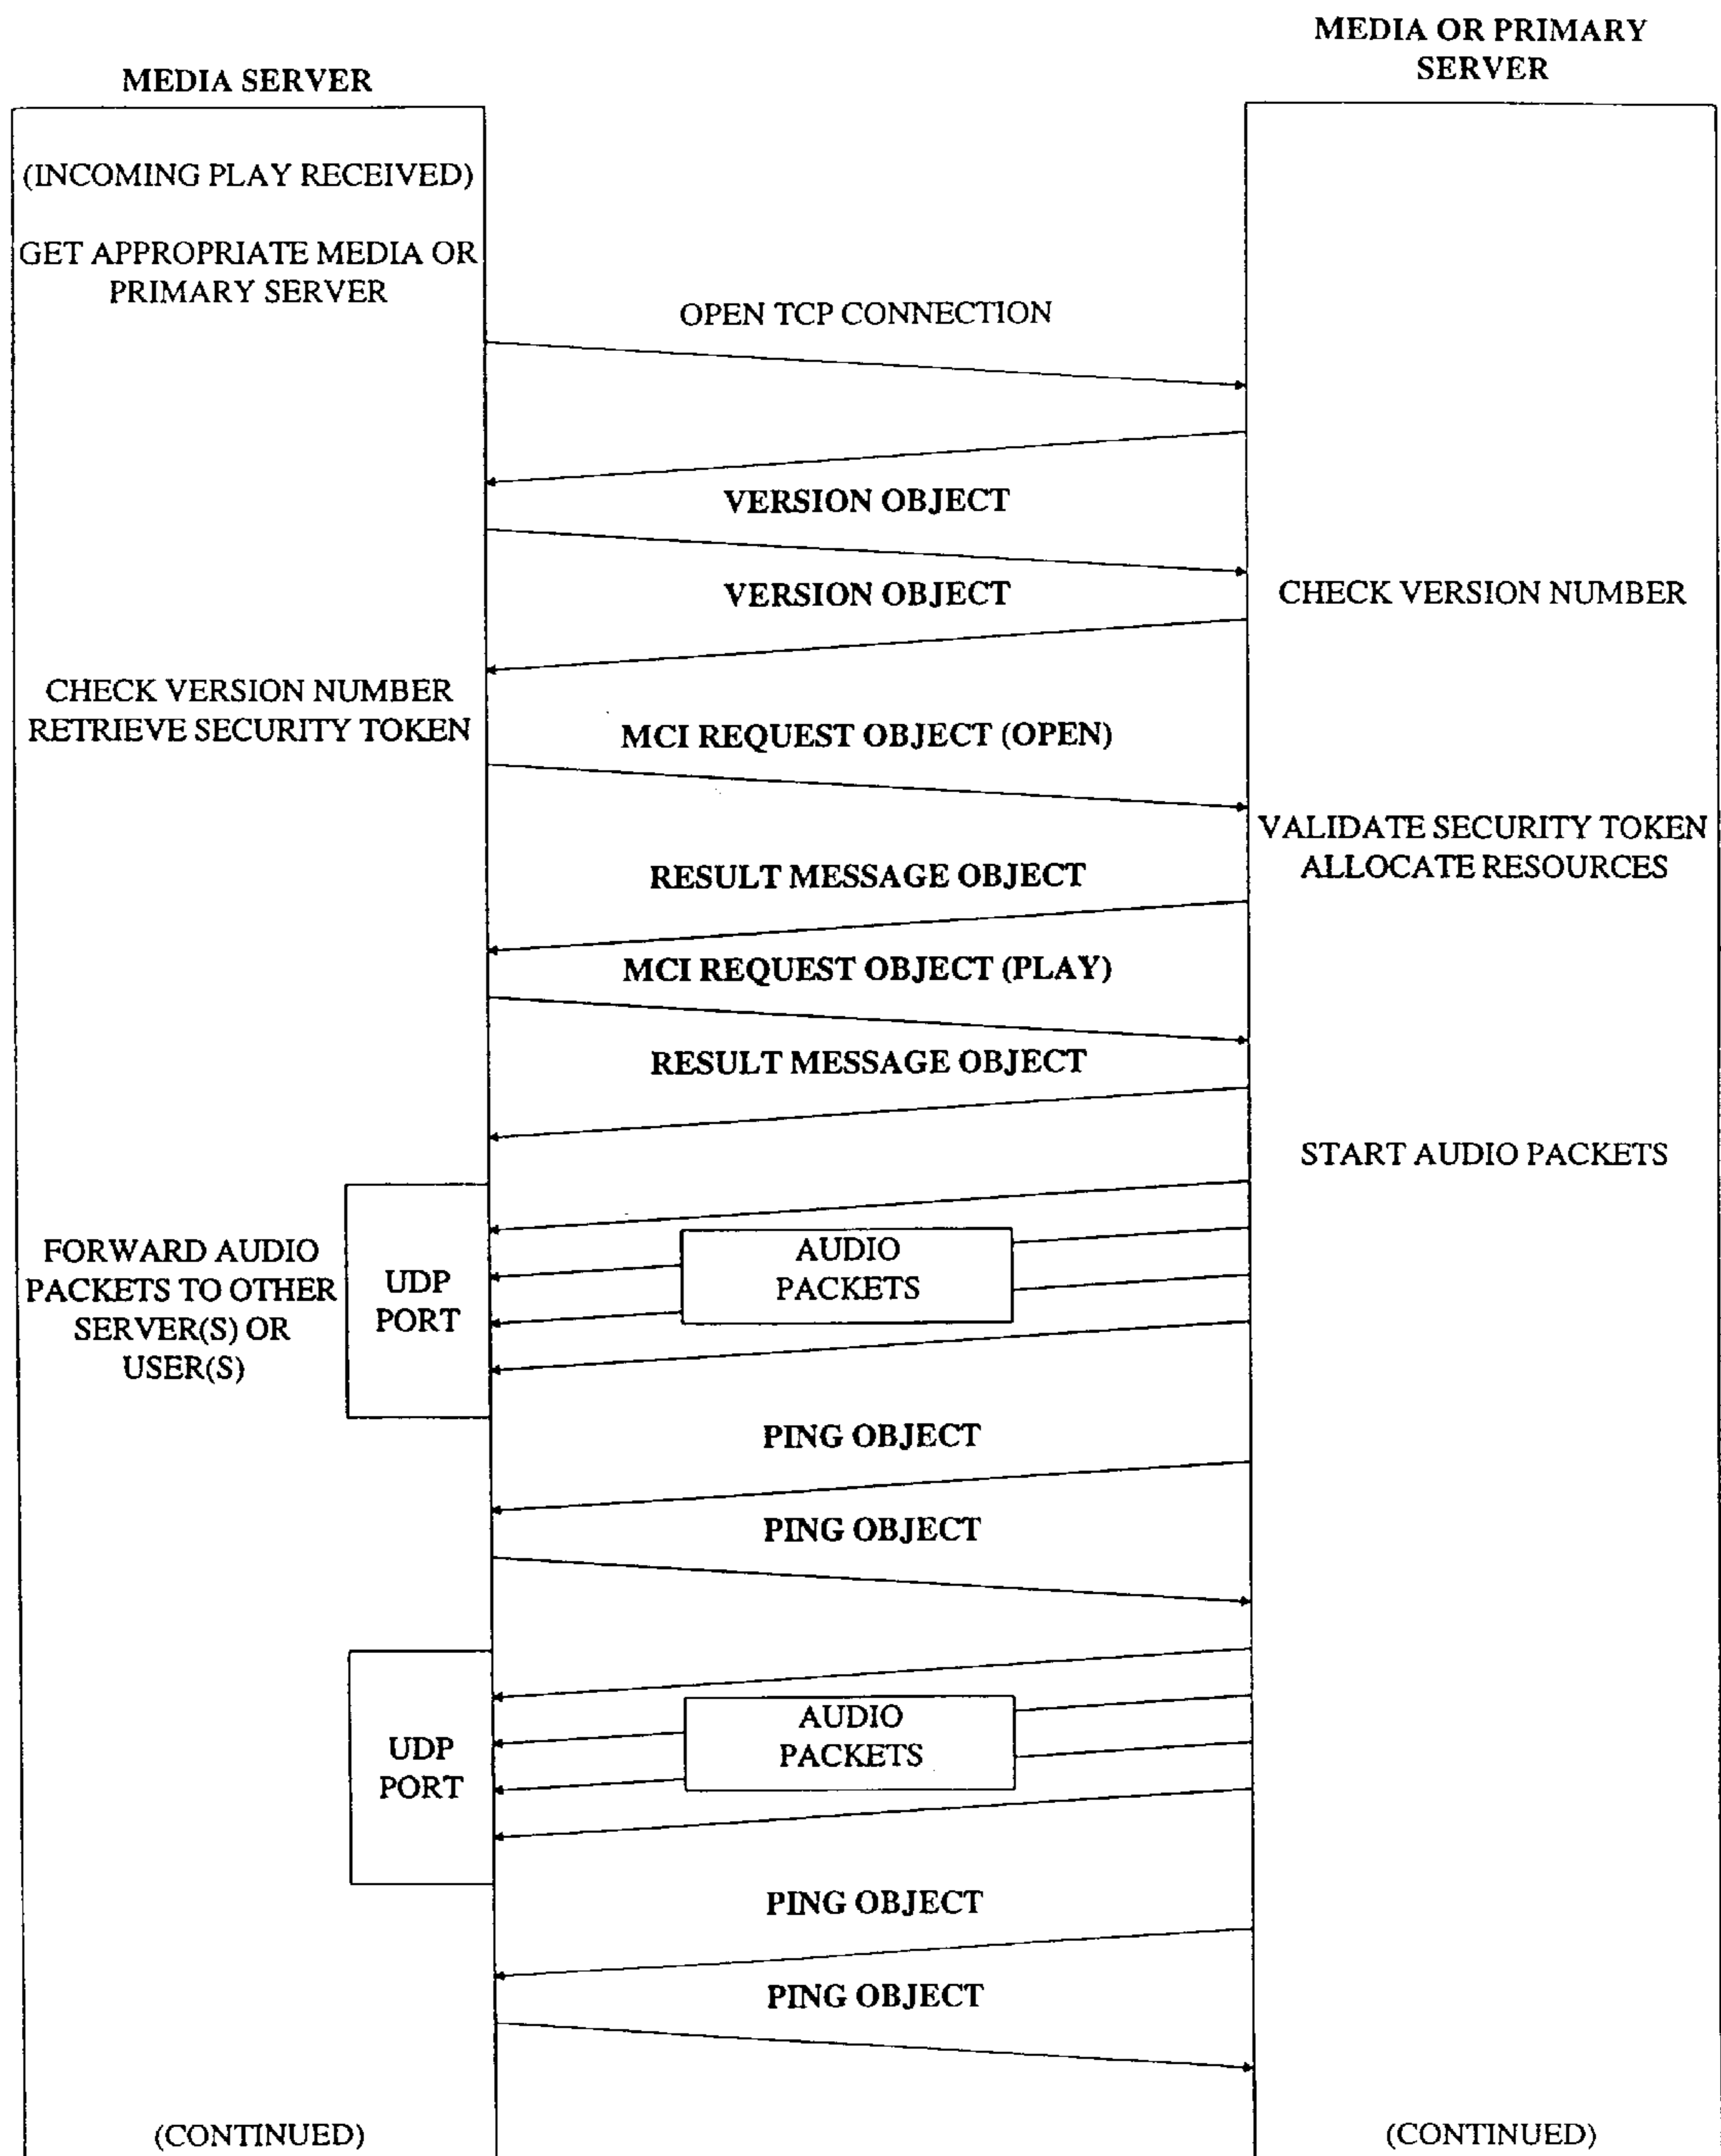 MEDIA OR PRIMARY
SERVER
MEDIA SERVER
(INCOMING PLAY RECEIVED)
GET APPROPRIATE MEDIA OR
PRIMARY SERVER
OPEN TCP CONNECTION
VERSION OBJECT
VERSION OBJECT
CHECK VERSION NUMBER
CHECK VERSION NUMBER
RETRIEVE SECURITY TOKEN
MCI REQUEST OBJECT (OPEN)
VALIDATE SECURITY TOKEN
ALLOCATE RESOURCES
RESULT MESSAGE OBJECT
MCI REQUEST OBJECT (PLAY)
RESULT MESSAGE OBJECT
START AUDIO PACKETS
FORWARD AUDIO
PACKETS TO OTHER
SERVER(S) OR
USER(S)
UDP
PORT
AUDIO
PACKETS
PING OBJECT
PING OBJECT
UDP
PORT
AUDIO
PACKETS
PING OBJECT
PING OBJECT
(CONTINUED)
(CONTINUED)